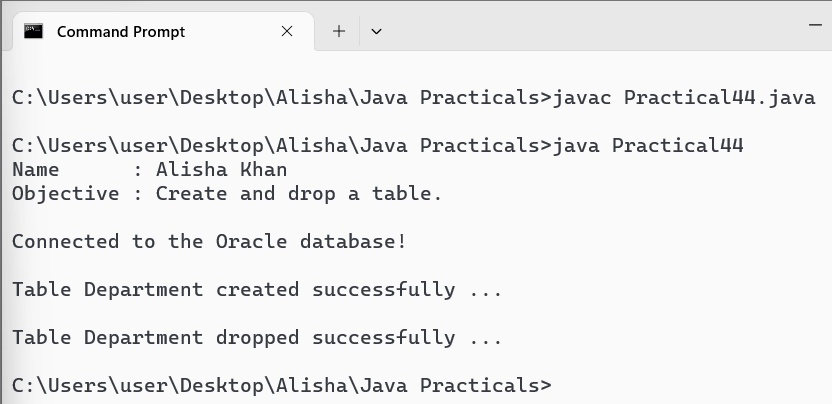 Command Prompt
C:\Users\user\Desktop\Alisha\Java Practicals>javac Practical44.java
C:\Users\user\Desktop\Alisha\Java Practicals>java Practical44
Name      : Alisha Khan
Objective : Create and drop a table.
Connected to the Oracle database!
Table Department created successfully ...
Table Department dropped successfully ...
C:\Users\user\Desktop\Alisha\Java Practicals>